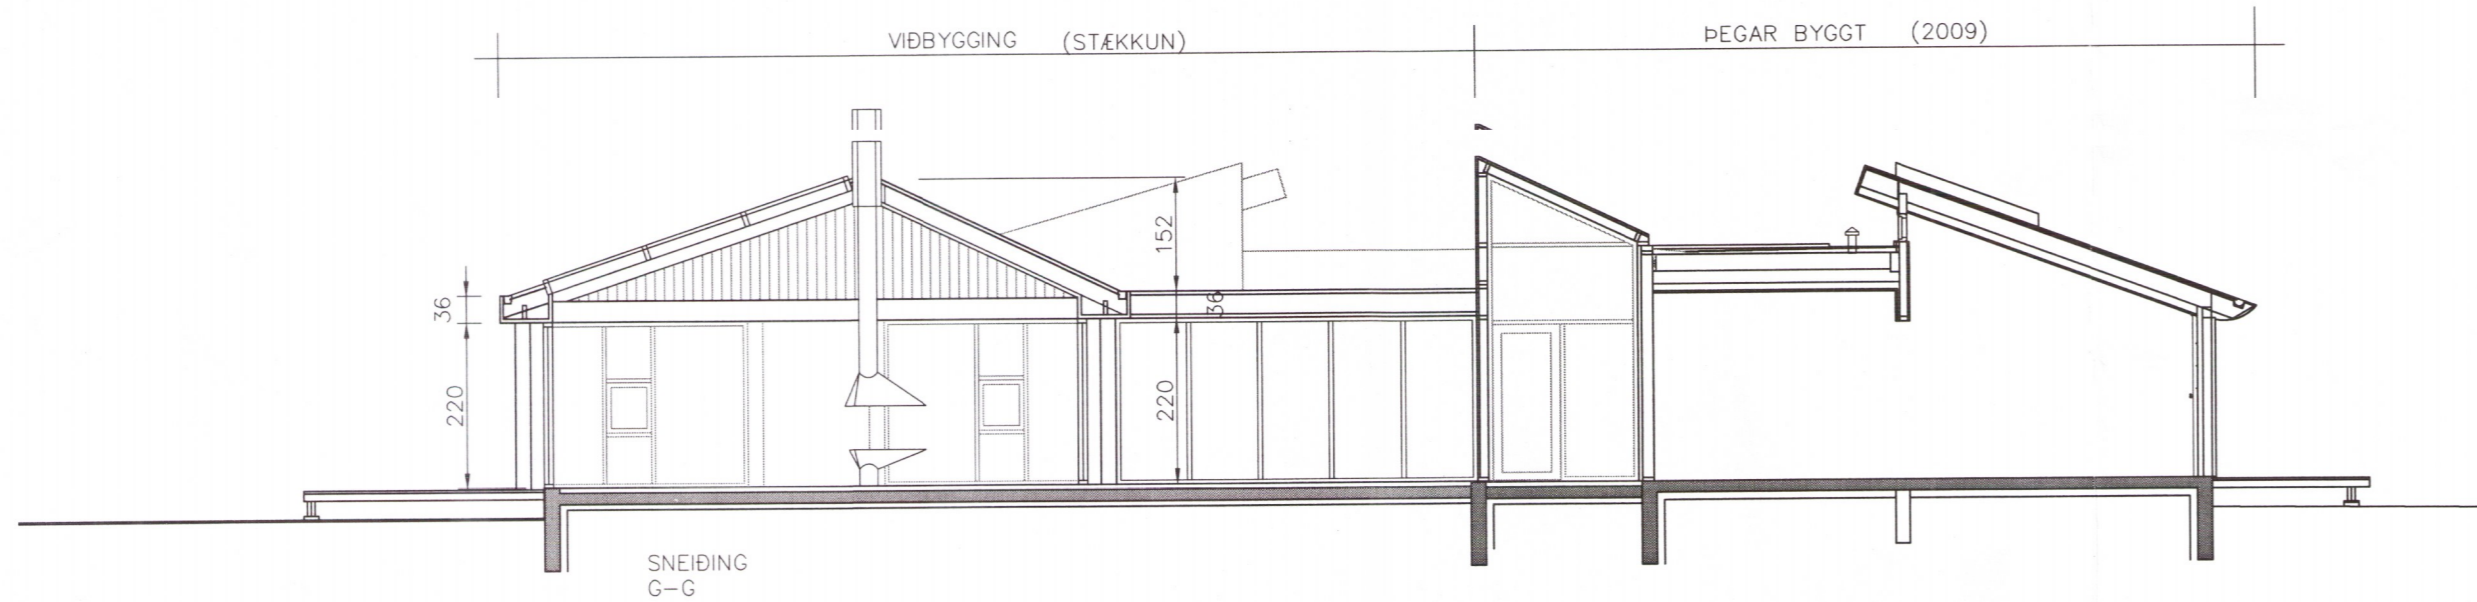 VIÐBYGGING (STÆKKUN)
ÞEGAR BYGGT (2009)
152
36
36
220
220
SNEIÐING
G-G